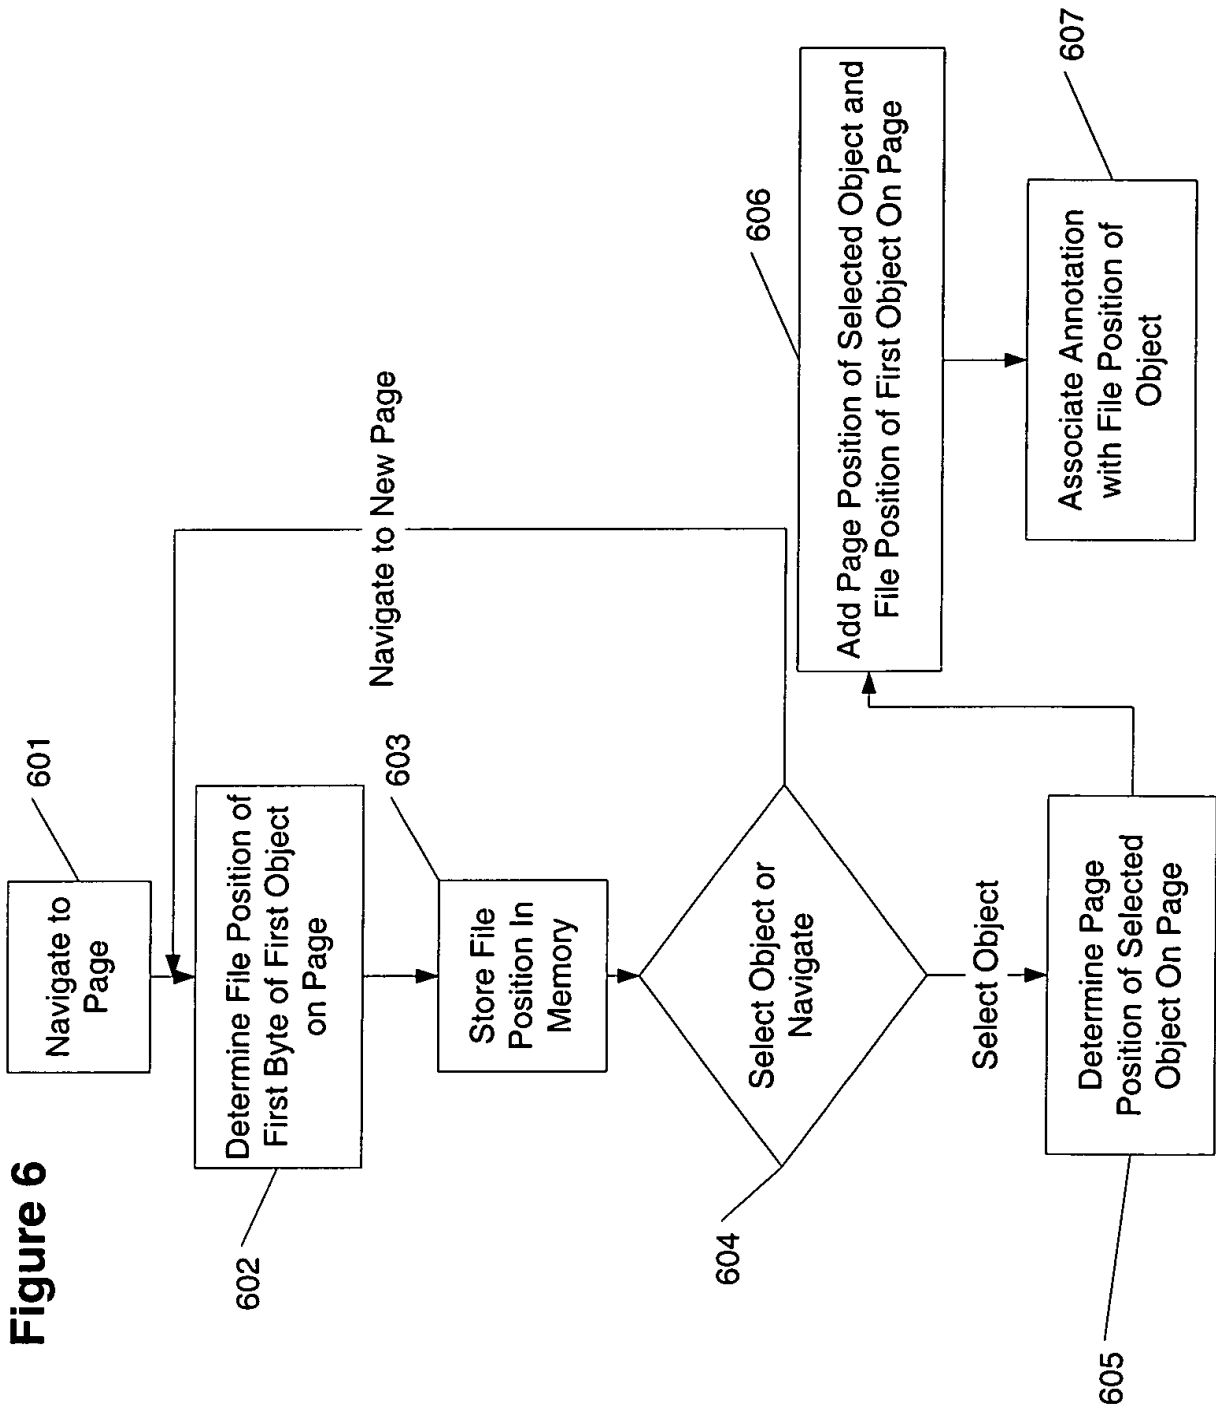 Figure 6
601
Navigate to
Page
602
Determine File Position of
First Byte of First Object
on Page
Navigate to New Page
603
Store File
Position In
Memory
604
Select Object or
Navigate
Select Object
605
Determine Page
Position of Selected
Object On Page
606
Add Page Position of Selected Object and
File Position of First Object On Page
607
Associate Annotation
with File Position of
Object